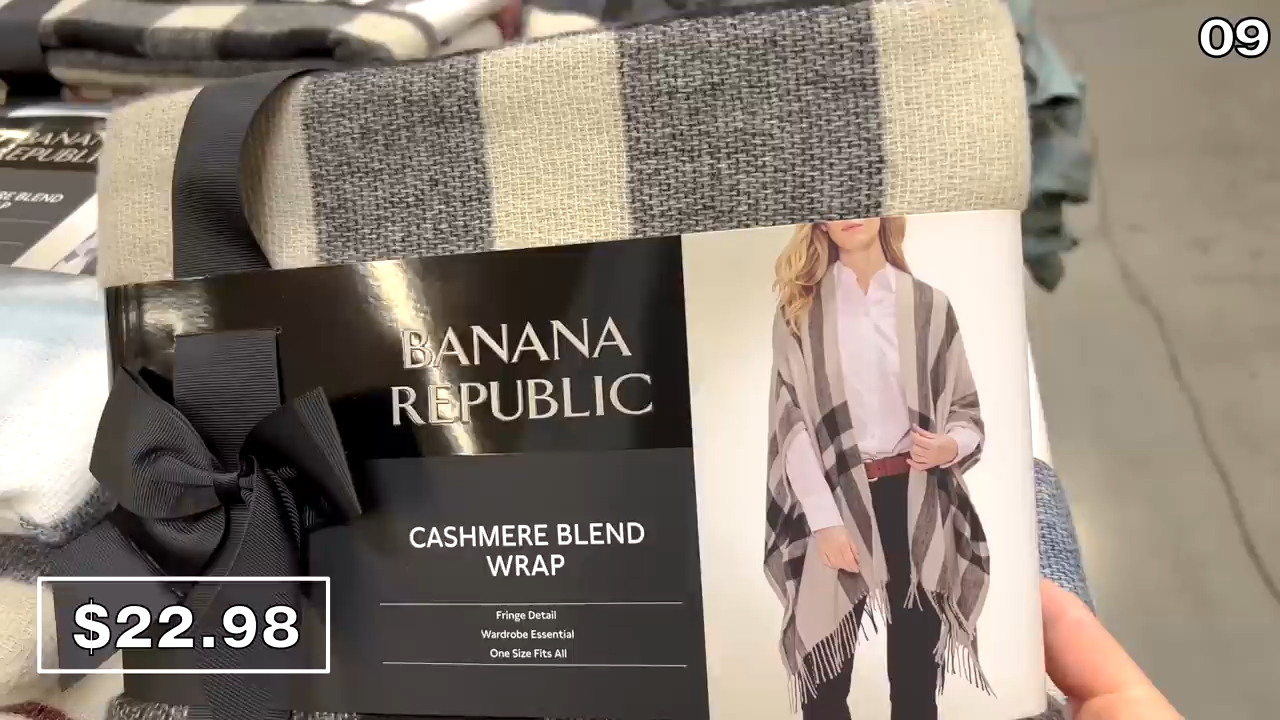 09
BANANA
REPUBLIC
CASHMERE BLEND
WRAP
Fringe Detail
Wardrobe Essential
One Size Fits All
$22.98